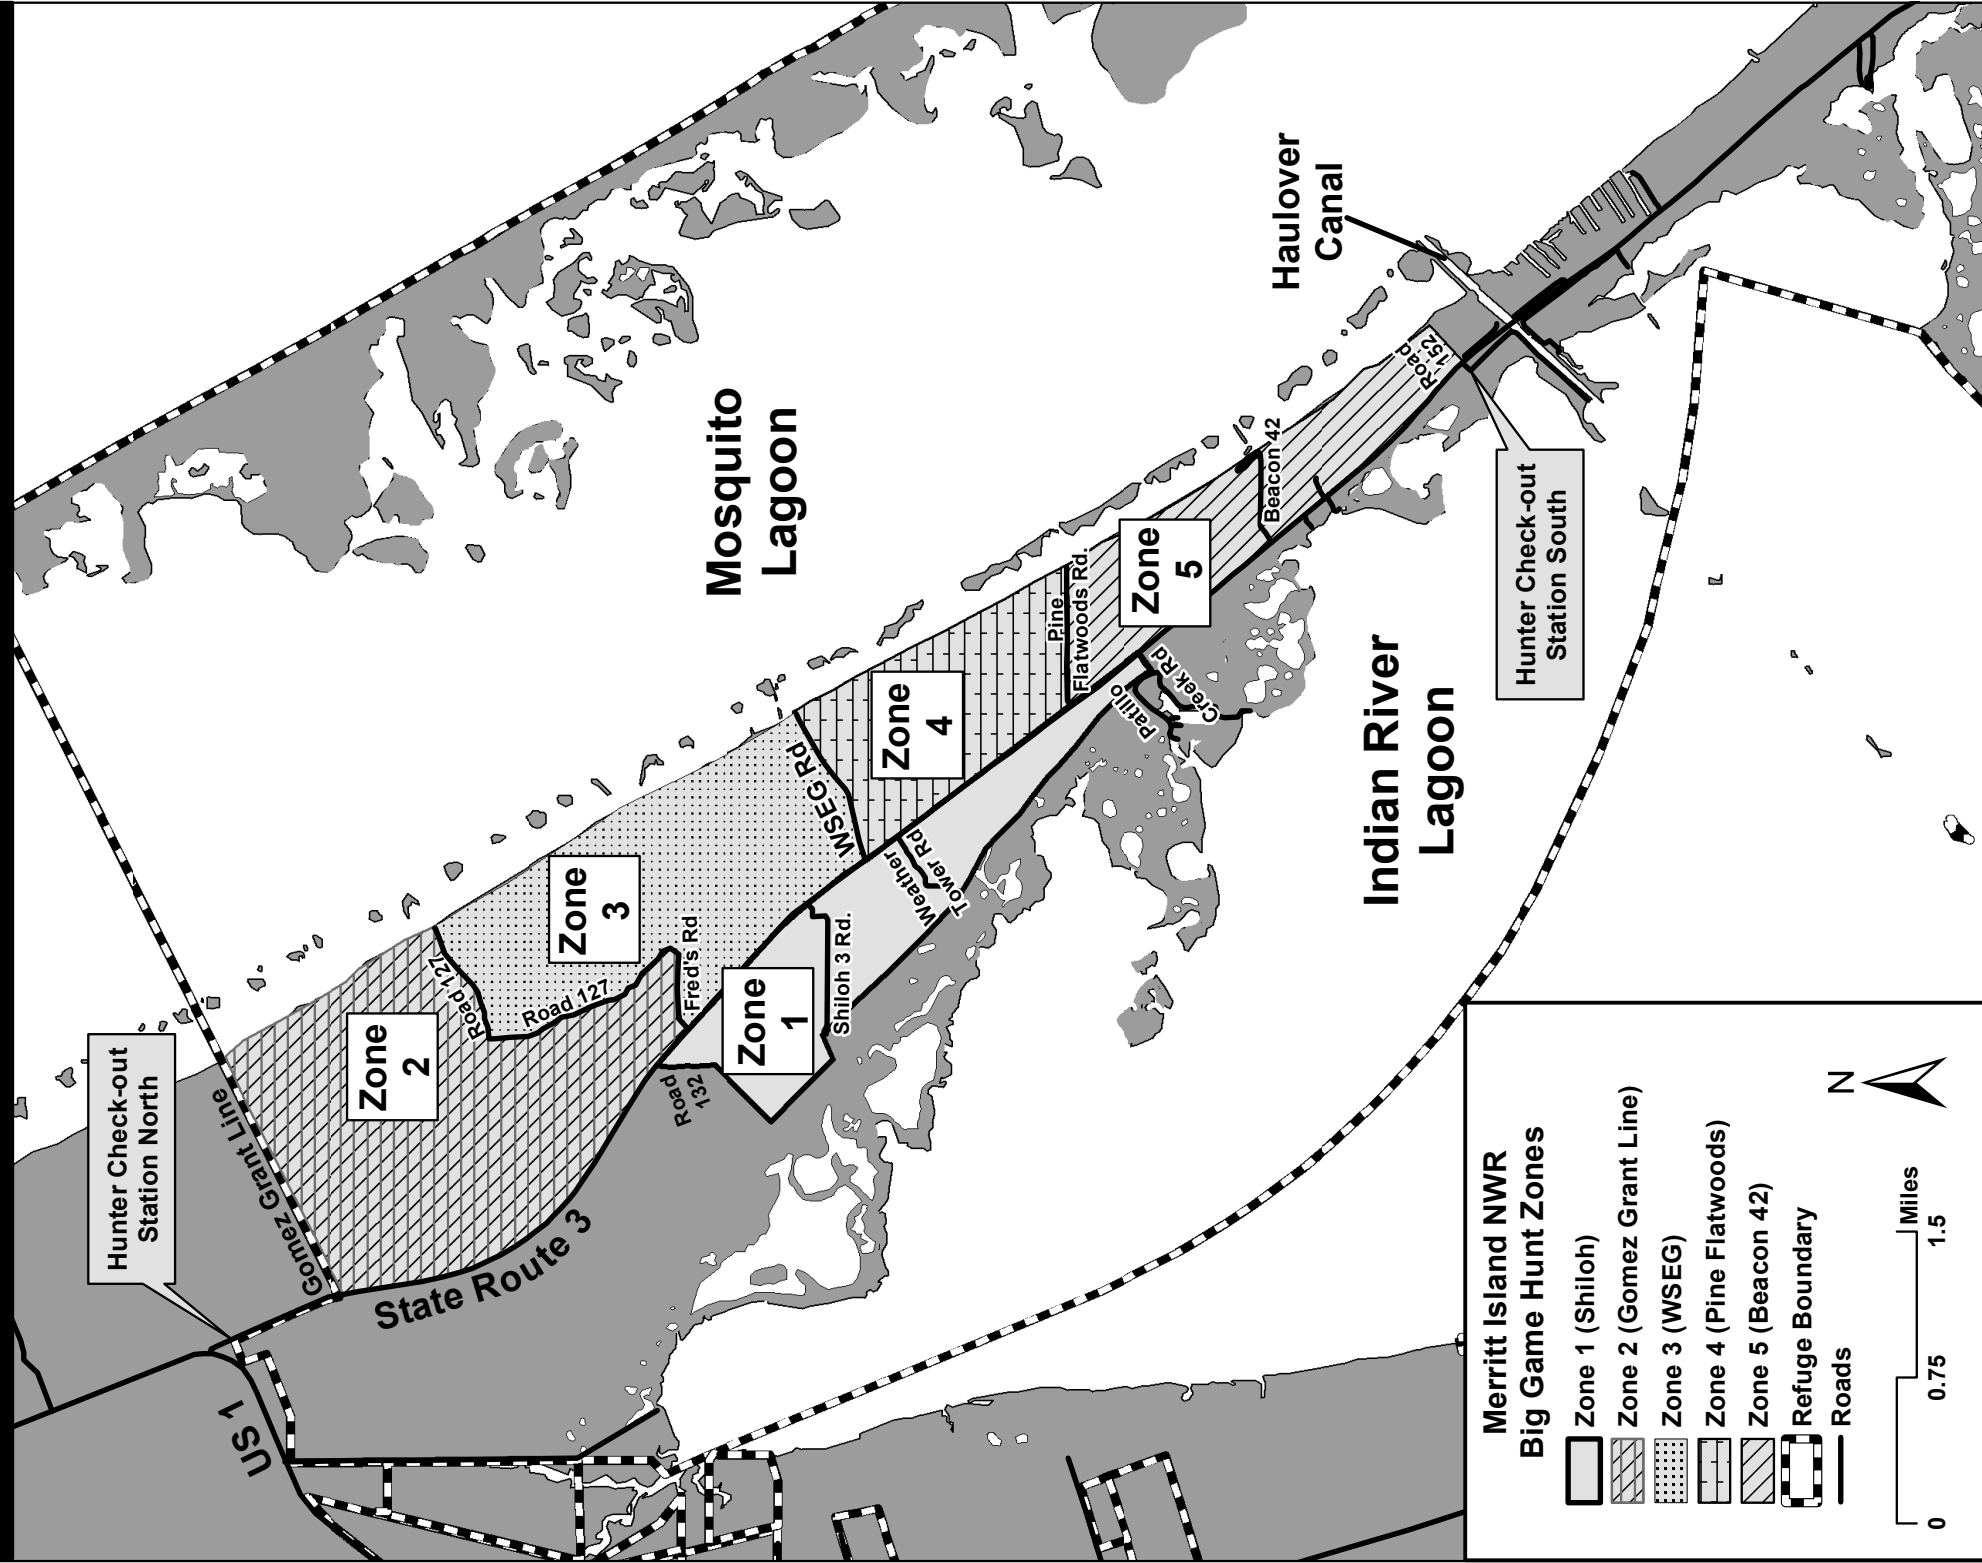 Hunter Check-out
Station North
Gomez Grant Line
US 1
State Route 3
Zone
2
Road 127
Road 127
Zone
3
Fred's Rd
Road
132
Zone
1
Shiloh 3 Rd.
WSEG Rd
Weather
Tower Rd
Zone
4
Pine
Flatwoods Rd.
Patillo
Creek Rd
Zone
5
Beacon 42
Road
152
Mosquito
Lagoon
Haulover
Canal
Hunter Check-out
Station South
Indian River
Lagoon
Merritt Island NWR
Big Game Hunt Zones
Zone 1 (Shiloh)
Zone 2 (Gomez Grant Line)
Zone 3 (WSEG)
Zone 4 (Pine Flatwoods)
Zone 5 (Beacon 42)
Refuge Boundary
Roads
N
Miles
0 0.75 1.5